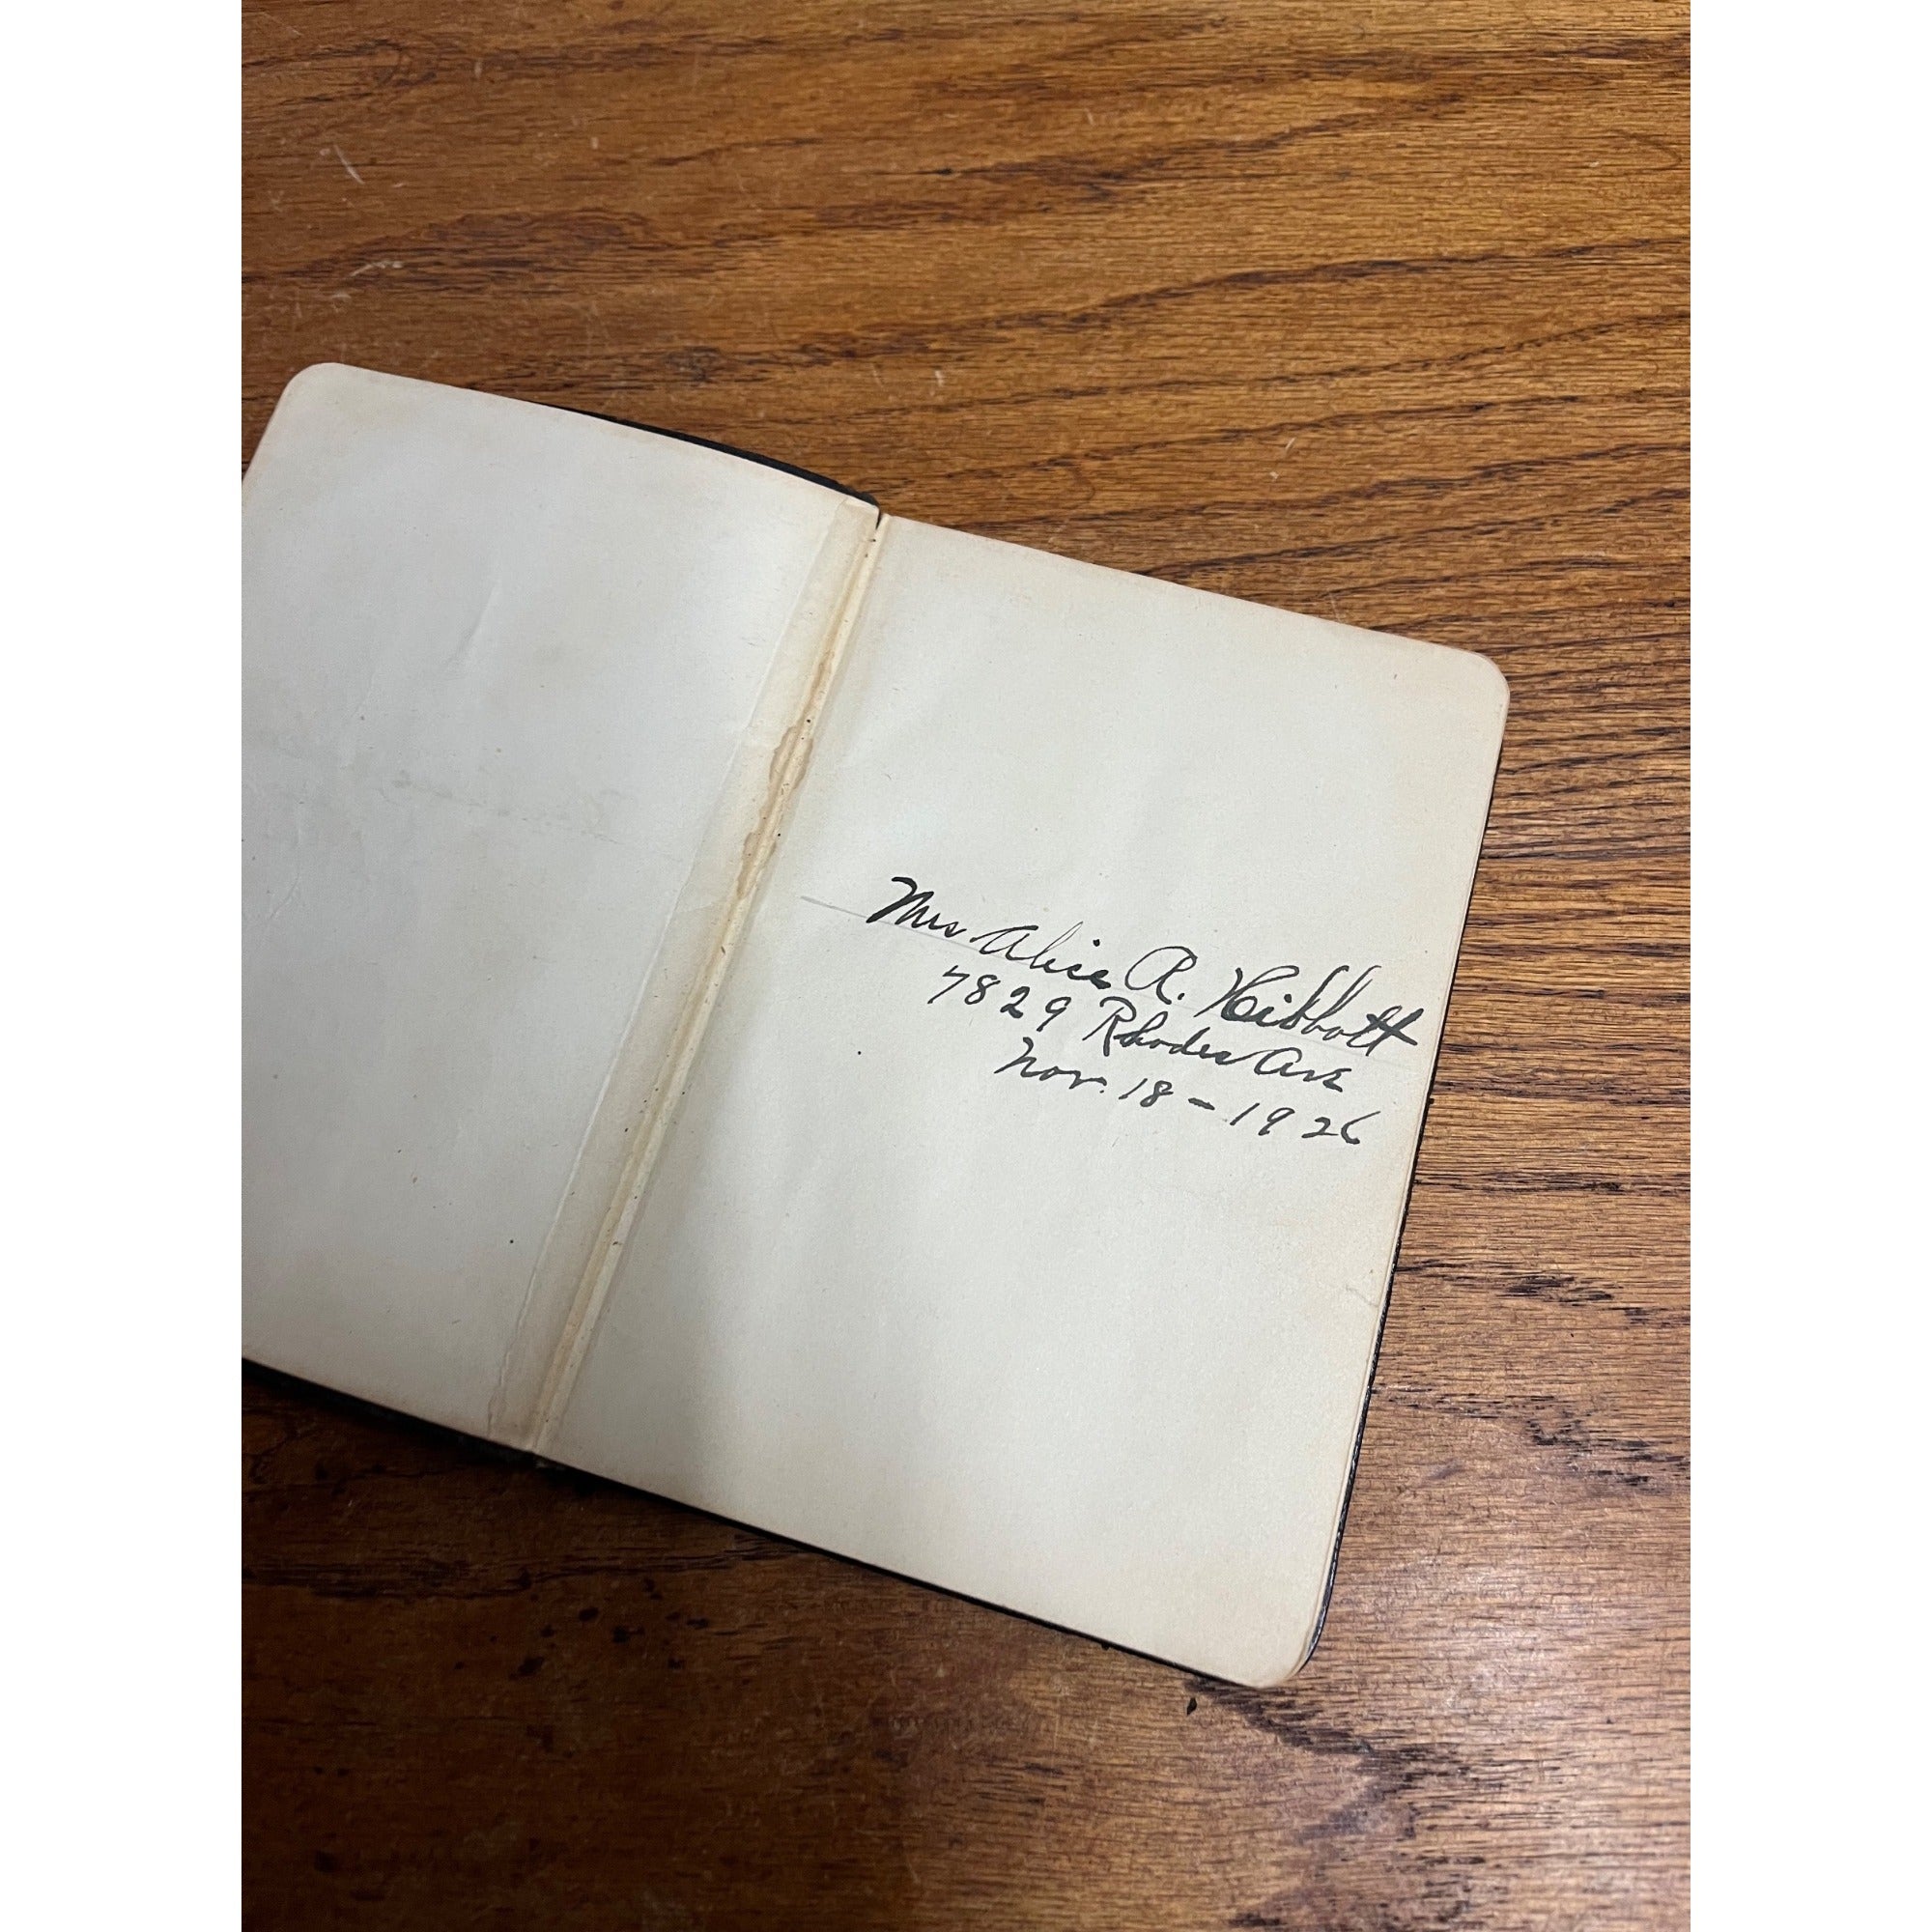 Mrs Alice R. Hibbott
7829 Rhodes Ave
Nov. 18 - 1926